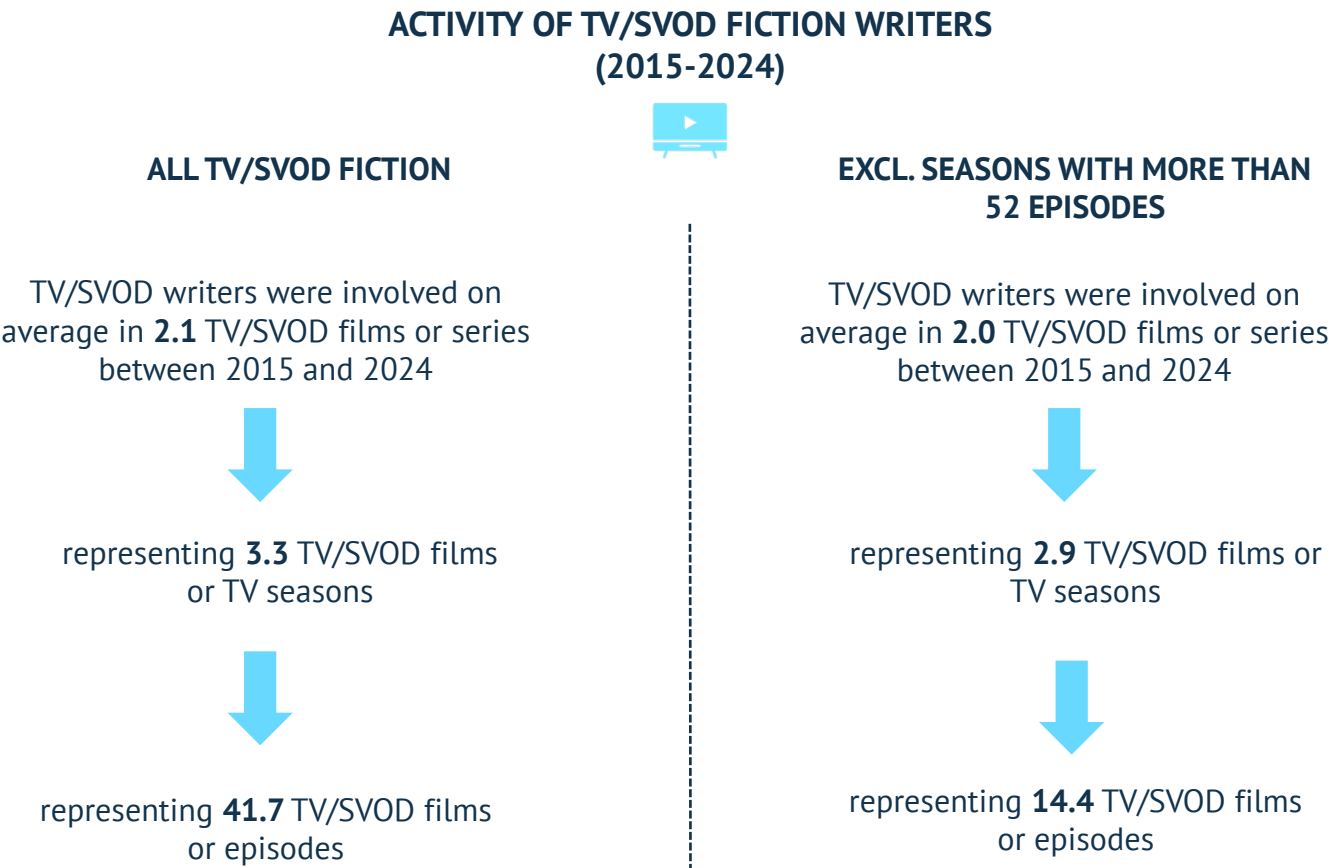 ACTIVITY OF TV/SVOD FICTION WRITERS
(2015-2024)
ALL TV/SVOD FICTION
TV/SVOD writers were involved on
average in 2.1 TV/SVOD films or series
between 2015 and 2024
representing 3.3 TV/SVOD films
or TV seasons
representing 41.7 TV/SVOD films
or episodes
EXCL. SEASONS WITH MORE THAN
52 EPISODES
TV/SVOD writers were involved on
average in 2.0 TV/SVOD films or series
between 2015 and 2024
representing 2.9 TV/SVOD films or
TV seasons
representing 14.4 TV/SVOD films
or episodes